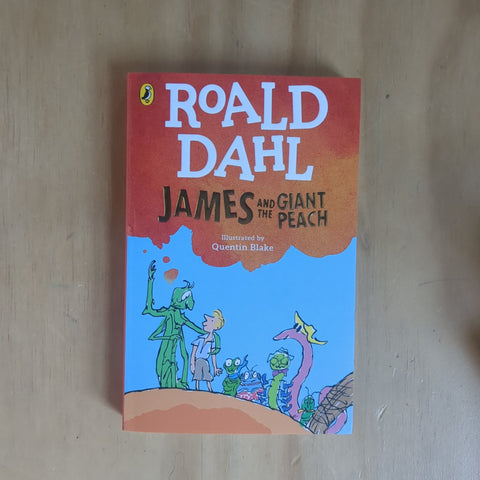 ROALD
DAHL
JAMES AND THE GIANT PEACH
Illustrated by
Quentin Blake